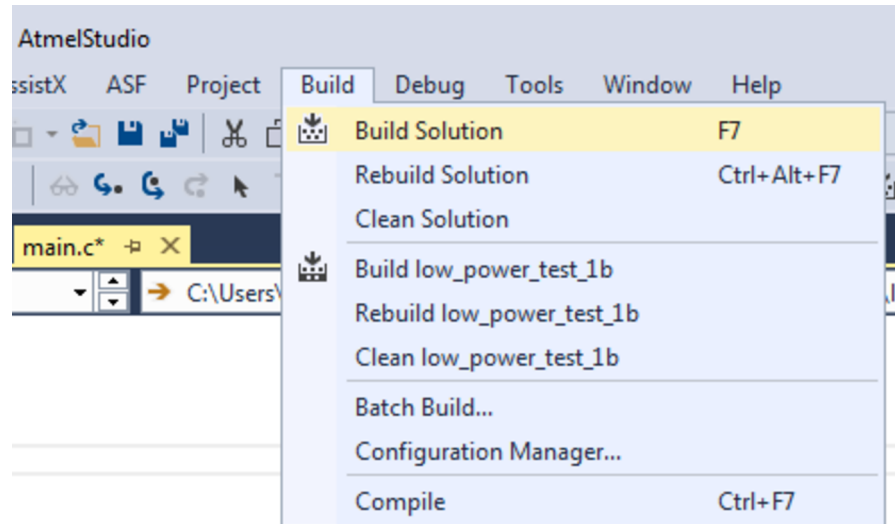 AtmelStudio
ssistX ASF Project Build Debug Tools Window Help
Build Solution F7
Rebuild Solution Ctrl+Alt+F7
Clean Solution
main.c*
Build low_power_test_1b
C:\Users\
Rebuild low_power_test_1b
Clean low_power_test_1b
Batch Build...
Configuration Manager...
Compile Ctrl+F7